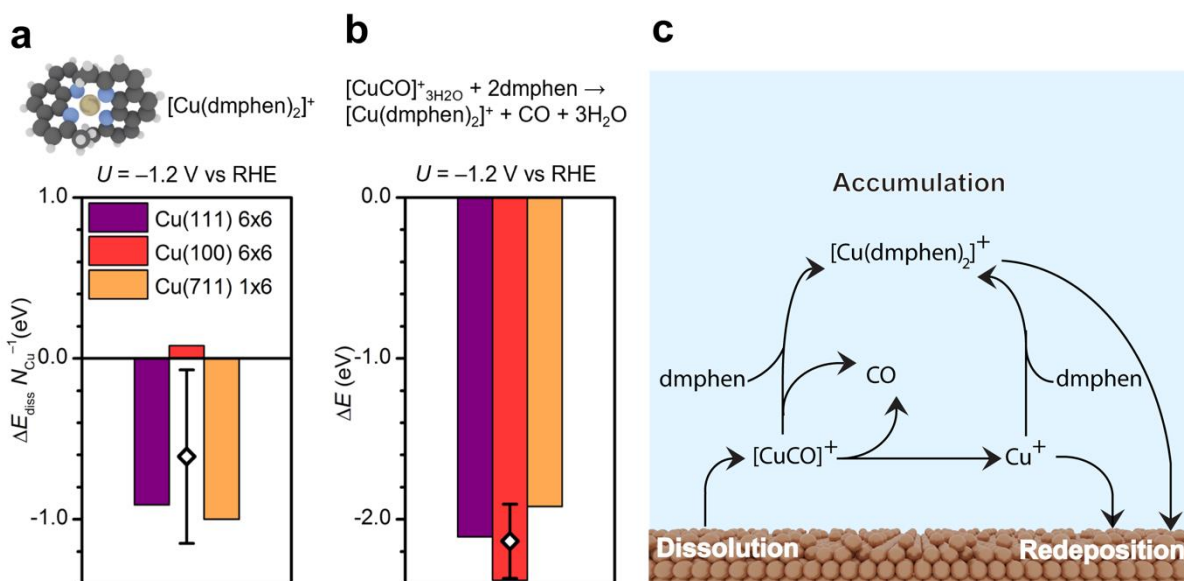 a
[Cu(dmphen)₂]⁺
U = –1.2 V vs RHE
1.0
Cu(111) 6x6
Cu(100) 6x6
Cu(711) 1x6
0.0
-1.0
ΔE_diss N_Cu⁻¹(eV)
b
[CuCO]⁺₃H2O + 2dmphen →
[Cu(dmphen)₂]⁺ + CO + 3H₂O
U = –1.2 V vs RHE
0.0
-1.0
-2.0
ΔE (eV)
c
Accumulation
[Cu(dmphen)₂]⁺
dmphen
CO
dmphen
[CuCO]⁺
Cu⁺
Dissolution
Redeposition